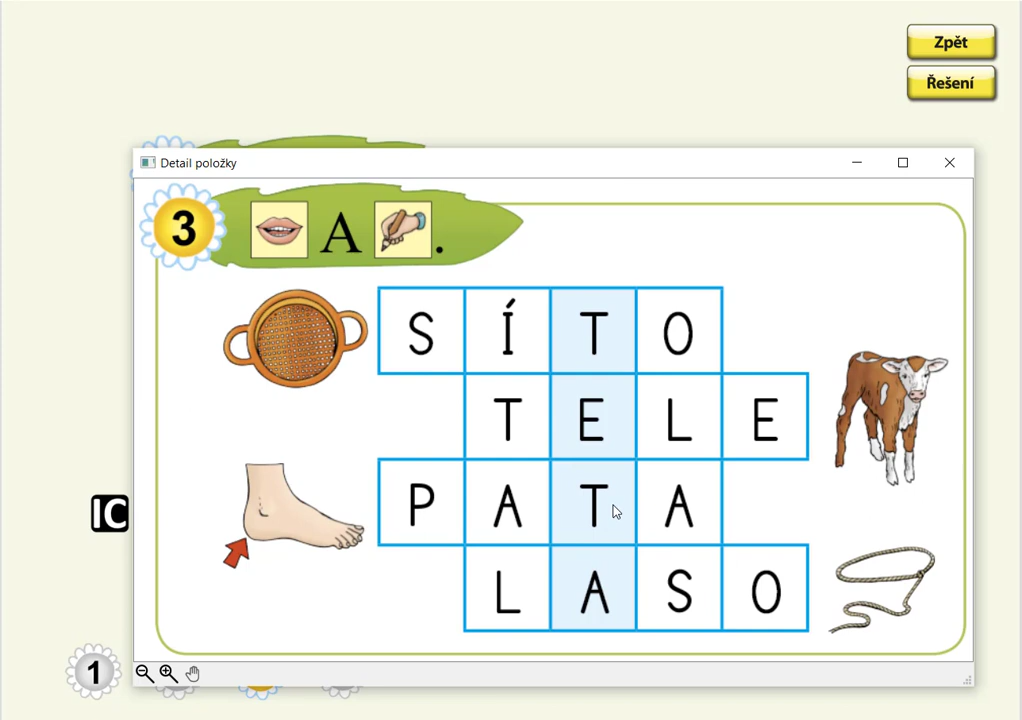 Zpět
Řešení
Detail položky
3 A .
S Í T O
T E L E
P A T A
L A S O
IC
1